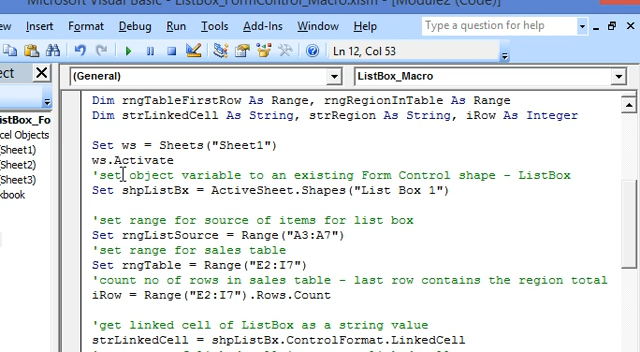 Microsoft Visual Basic - ListBox_FormControl_Macro.xlsm - [Module2 (Code)]
Insert Format Debug Run Tools Add-Ins Window Help Type a question for help
Ln 12, Col 53
ect
(General) ListBox_Macro
istBox_Fo
cel Objects
(Sheet1)
(Sheet2)
(Sheet3)
kbook
Dim rngTableFirstRow As Range, rngRegionInTable As Range
Dim strLinkedCell As String, strRegion As String, iRow As Integer
Set ws = Sheets("Sheet1")
ws.Activate
'set object variable to an existing Form Control shape - ListBox
Set shpListBx = ActiveSheet.Shapes("List Box 1")
'set range for source of items for list box
Set rngListSource = Range("A3:A7")
'set range for sales table
Set rngTable = Range("E2:I7")
'count no of rows in sales table - last row contains the region total
iRow = Range("E2:I7").Rows.Count
'get linked cell of ListBox as a string value
strLinkedCell = shpListBx.ControlFormat.LinkedCell